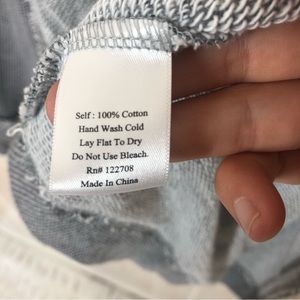 Self : 100% Cotton
Hand Wash Cold
Lay Flat To Dry
Do Not Use Bleach.
Rn# 122708
Made In China